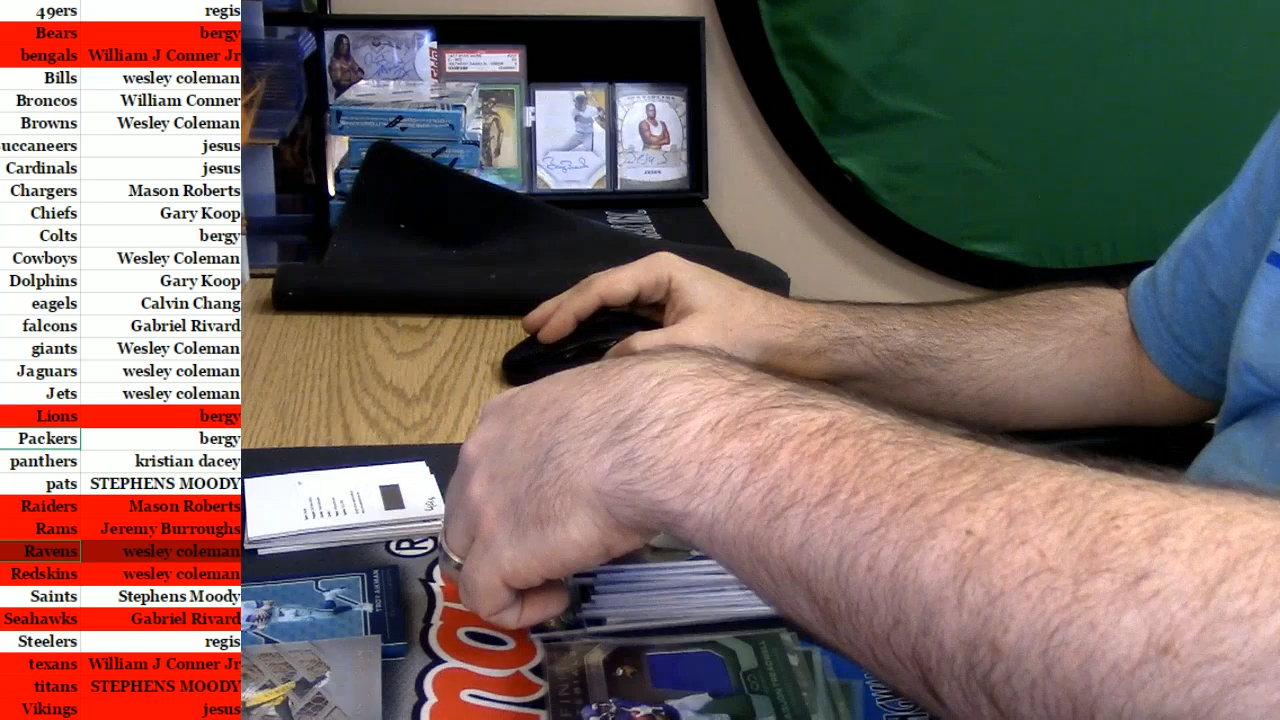 49ers regis
Bears bergy
bengals William J Conner Jr
Bills wesley coleman
Broncos William Conner
Browns Wesley Coleman
uccaneers jesus
Cardinals jesus
Chargers Mason Roberts
Chiefs Gary Koop
Colts bergy
Cowboys Wesley Coleman
Dolphins Gary Koop
eagels Calvin Chang
falcons Gabriel Rivard
giants Wesley Coleman
Jaguars wesley coleman
Jets wesley coleman
Lions bergy
Packers bergy
panthers kristian dacey
pats STEPHENS MOODY
Raiders Mason Roberts
Rams Jeremy Burroughs
Ravens wesley coleman
Redskins wesley coleman
Saints Stephens Moody
Seahawks Gabriel Rivard
Steelers regis
texans William J Conner Jr
titans STEPHENS MOODY
Vikings jesus
TROY AIKMAN